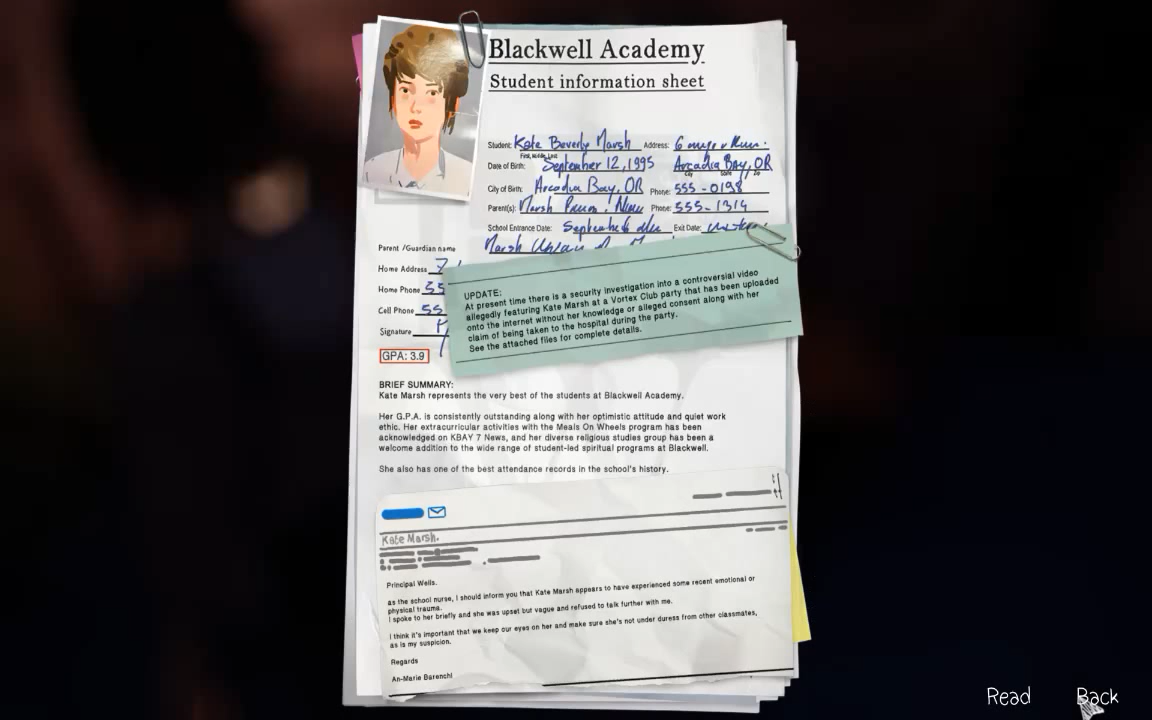 Blackwell Academy
Student information sheet
Student: Kate Beverly Marsh Address:
First, Middle, Last
Date of Birth: September 12, 1995 Arcadia Bay, OR
City State Zip
City of Birth: Arcadia Bay, OR Phone: 555-0198
Parent(s): Marsh Phone: 555-1314
School Entrance Date: Exit Date:
Parent /Guardian name Marsh
Home Address
Home Phone
Cell Phone
Signature
GPA: 3.9
UPDATE:
At present time there is a security investigation into a controversial video
allegedly featuring Kate Marsh at a Vortex Club party that has been uploaded
onto the internet without her knowledge or alleged consent along with her
claim of being taken to the hospital during the party.
See the attached files for complete details.
BRIEF SUMMARY:
Kate Marsh represents the very best of the students at Blackwell Academy.
Her G.P.A. is consistently outstanding along with her optimistic attitude and quiet work
ethic. Her extracurricular activities with the Meals On Wheels program has been
acknowledged on KBAY 7 News, and her diverse religious studies group has been a
welcome addition to the wide range of student-led spiritual programs at Blackwell.
She also has one of the best attendance records in the school's history.
Kate Marsh.
Principal Wells.
as the school nurse, I should inform you that Kate Marsh appears to have experienced some recent emotional or
physical trauma.
I spoke to her briefly and she was upset but vague and refused to talk further with me.
I think it's important that we keep our eyes on her and make sure she's not under duress from other classmates,
as is my suspicion.
Regards
An-Marie Barenchl
Read Back